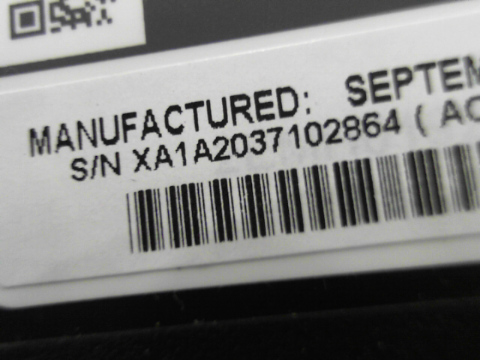 MANUFACTURED: SEPTEM
S/N XA1A2037102864 ( AC